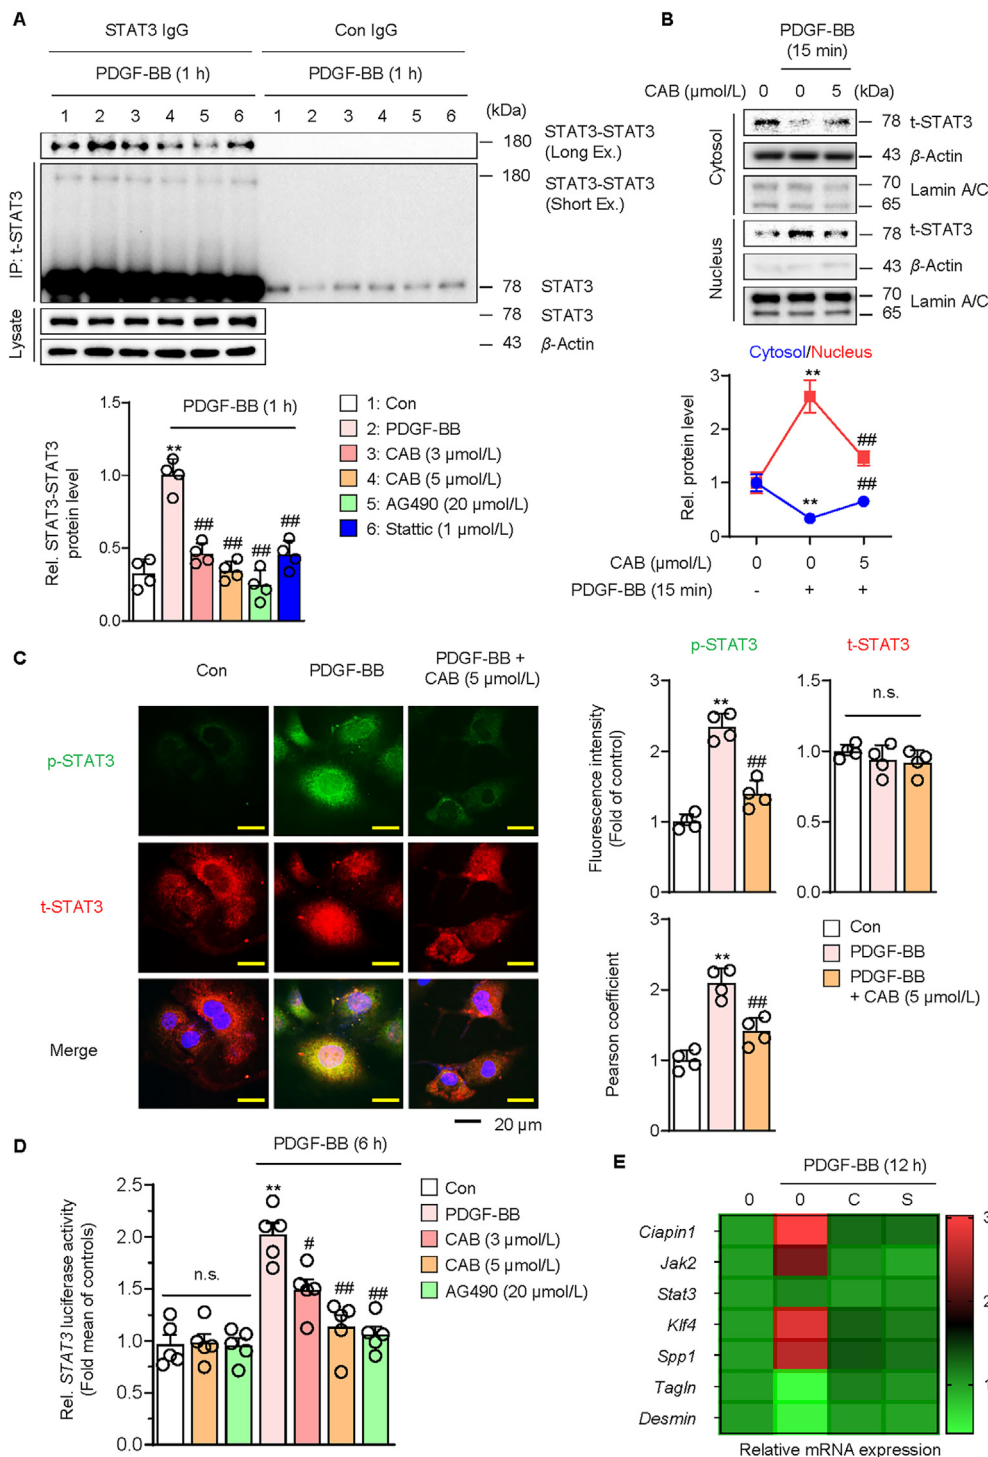 A
STAT3 IgG Con IgG
PDGF-BB (1 h) PDGF-BB (1 h)
1 2 3 4 5 6 1 2 3 4 5 6 (kDa)
180 STAT3-STAT3
(Long Ex.)
180 STAT3-STAT3
(Short Ex.)
IP: t-STAT3
78 STAT3
Lysate
78 STAT3
43 β-Actin
PDGF-BB (1 h)
Rel. STAT3-STAT3
protein level
1.5
1.0
0.5
0.0
** ## ## ## ##
1: Con
2: PDGF-BB
3: CAB (3 µmol/L)
4: CAB (5 µmol/L)
5: AG490 (20 µmol/L)
6: Stattic (1 µmol/L)
B
PDGF-BB
(15 min)
CAB (µmol/L) 0 0 5 (kDa)
Cytosol
78 t-STAT3
43 β-Actin
70 Lamin A/C
65
Nucleus
78 t-STAT3
43 β-Actin
70 Lamin A/C
65
Cytosol/Nucleus
Rel. protein level
3
2
1
0
**
##
##
**
CAB (µmol/L) 0 0 5
PDGF-BB (15 min) - + +
C
Con PDGF-BB PDGF-BB +
CAB (5 µmol/L)
p-STAT3
t-STAT3
Merge
20 µm
p-STAT3 t-STAT3
Fluorescence intensity
(Fold of control)
3
2
1
0
**
##
1.5
1.0
0.5
0.0
n.s.
Pearson coefficient
3
2
1
0
**
##
Con
PDGF-BB
PDGF-BB
+ CAB (5 µmol/L)
D
PDGF-BB (6 h)
Rel. STAT3 luciferase activity
(Fold mean of controls)
2.5
2.0
1.5
1.0
0.5
0.0
n.s.
** # ## ##
Con
PDGF-BB
CAB (3 µmol/L)
CAB (5 µmol/L)
AG490 (20 µmol/L)
E
PDGF-BB (12 h)
0 0 C S
Ciapin1
Jak2
Stat3
Klf4
Spp1
Tagln
Desmin
3
2
1
Relative mRNA expression